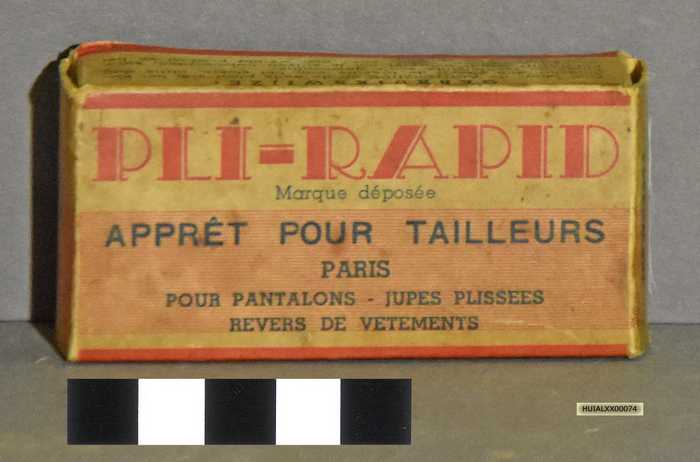 PLI-RAPID
Marque déposée
APPRÊT POUR TAILLEURS
PARIS
POUR PANTALONS - JUPES PLISSEES
REVERS DE VETEMENTS
HUIALXX00074